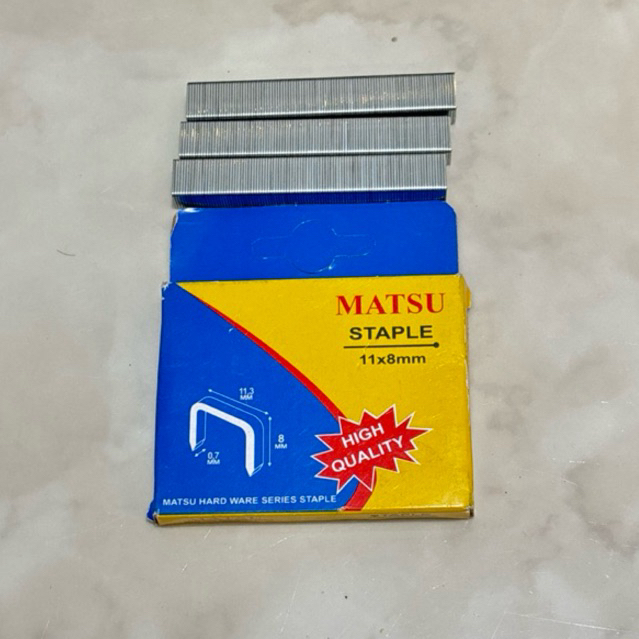 MATSU
STAPLE
11x8mm
11,3
MM
8
MM
0,7
MM
HIGH
QUALITY
MATSU HARD WARE SERIES STAPLE